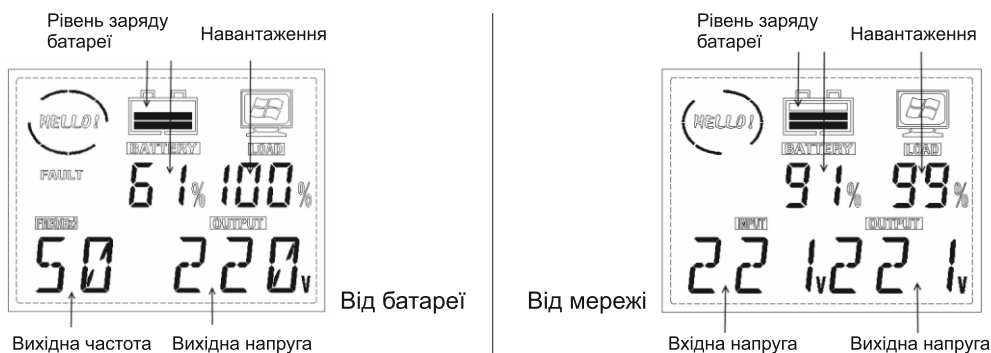 Рівень заряду
батареї
Навантаження
HELLO!
BATTERY
LOAD
FAULT
61%
100%
FREQ(Hz)
OUTPUT
50
220v
Від батареї
Вихідна частота
Вихідна напруга
Рівень заряду
батареї
Навантаження
HELLO!
BATTERY
LOAD
91%
99%
INPUT
OUTPUT
221v
221v
Від мережі
Вхідна напруга
Вихідна напруга